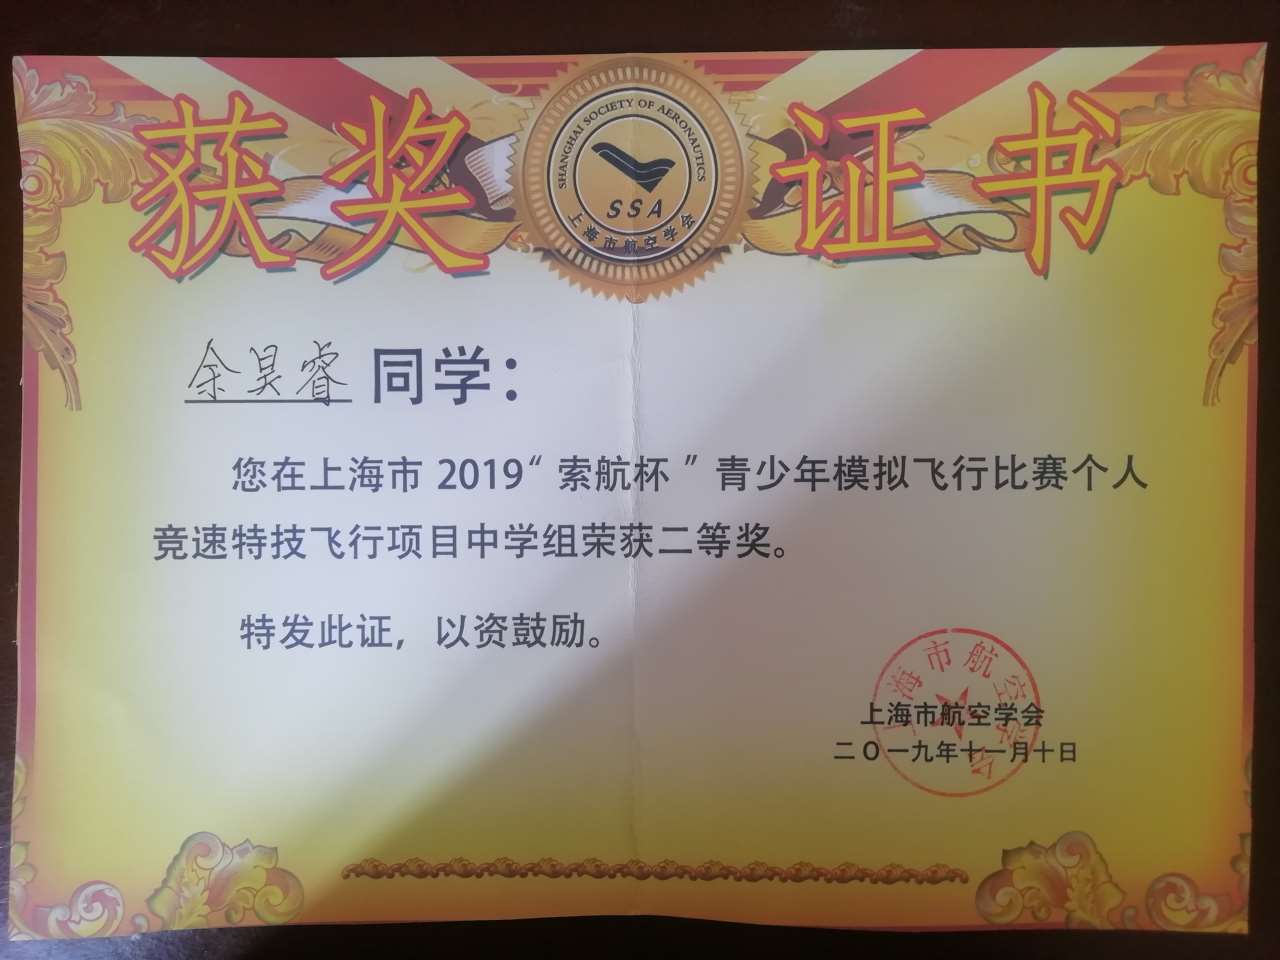 获奖证书
SHANGHAI SOCIETY OF AERONAUTICS
SSA
上海市航空学会
余昊睿同学：
您在上海市2019“索航杯”青少年模拟飞行比赛个人
竞速特技飞行项目中学组荣获二等奖。
特发此证，以资鼓励。
上海市航空学会
上海市航空学会
二〇一九年十一月十日